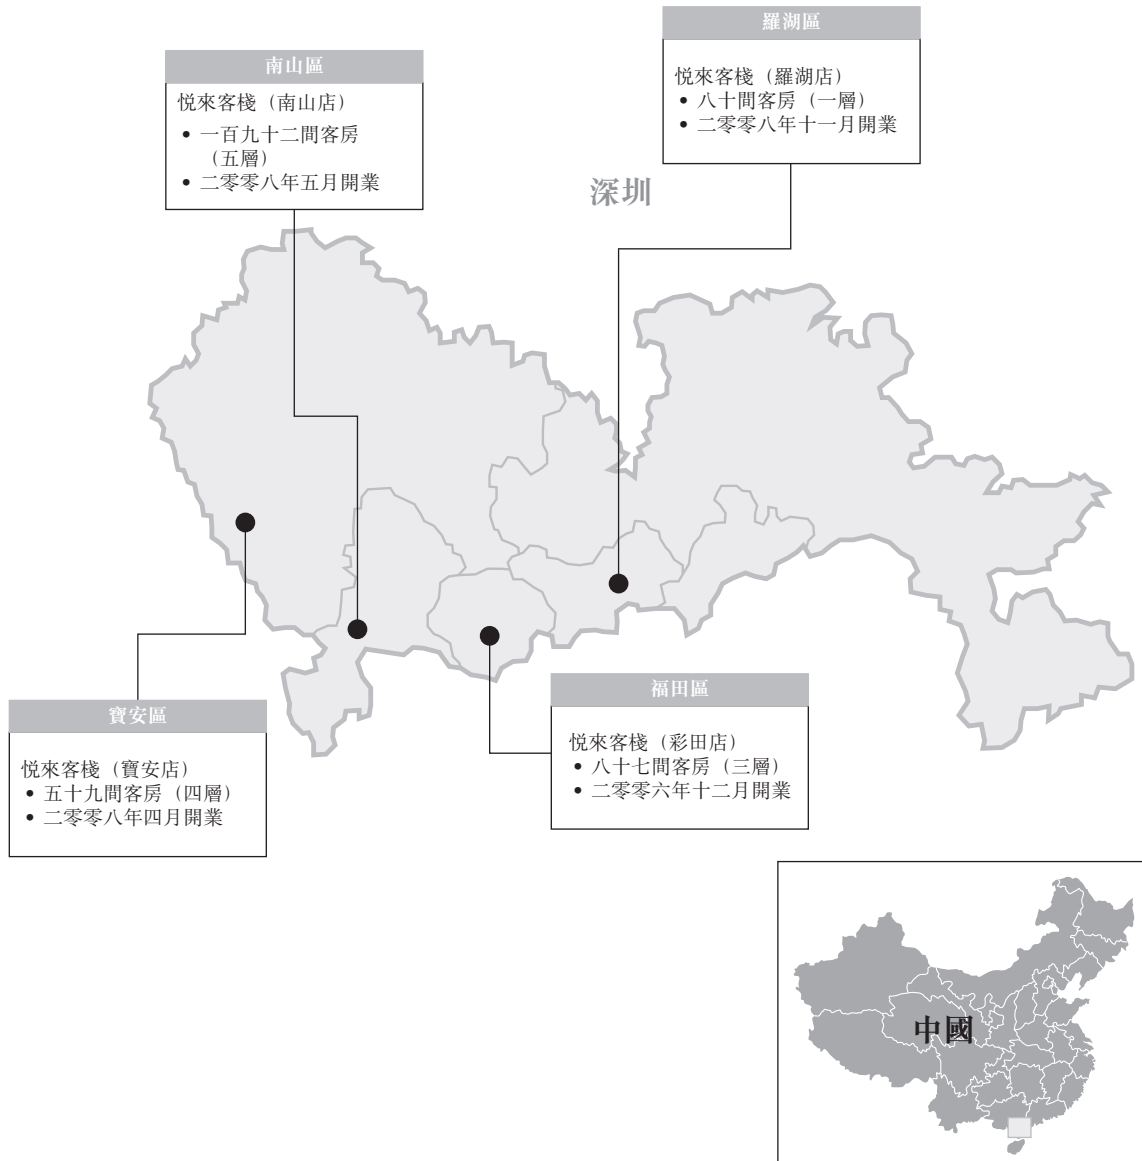 羅湖區
悦來客棧（羅湖店）
• 八十間客房（一層）
• 二零零八年十一月開業
南山區
悦來客棧（南山店）
• 一百九十二間客房
（五層）
• 二零零八年五月開業
深圳
寶安區
悦來客棧（寶安店）
• 五十九間客房（四層）
• 二零零八年四月開業
福田區
悦來客棧（彩田店）
• 八十七間客房（三層）
• 二零零六年十二月開業
中國